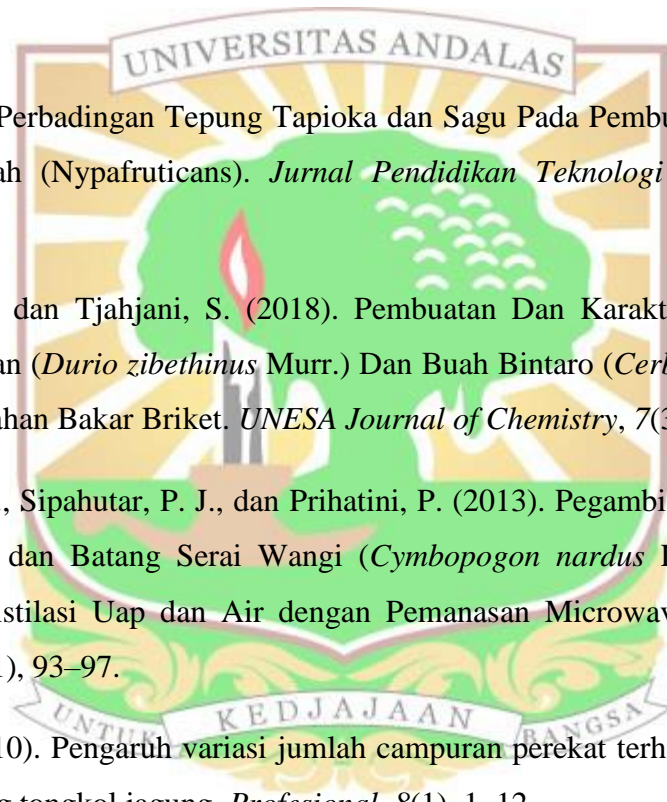 UNIVERSITAS ANDALAS
Perbadingan Tepung Tapioka dan Sagu Pada Pembu
ah (Nypafruticans). Jurnal Pendidikan Teknologi
dan Tjahjani, S. (2018). Pembuatan Dan Karakt
an (Durio zibethinus Murr.) Dan Buah Bintaro (Cerb
ahan Bakar Briket. UNESA Journal of Chemistry, 7(3
., Sipahutar, P. J., dan Prihatini, P. (2013). Pegambi
dan Batang Serai Wangi (Cymbopogon nardus
stilasi Uap dan Air dengan Pemanasan Microwav
1), 93–97.
UNTUK KEDJAJAAN BANGSA
10). Pengaruh variasi jumlah campuran perekat terh
g tongkol jagung. Profesional, 8(1), 1–12